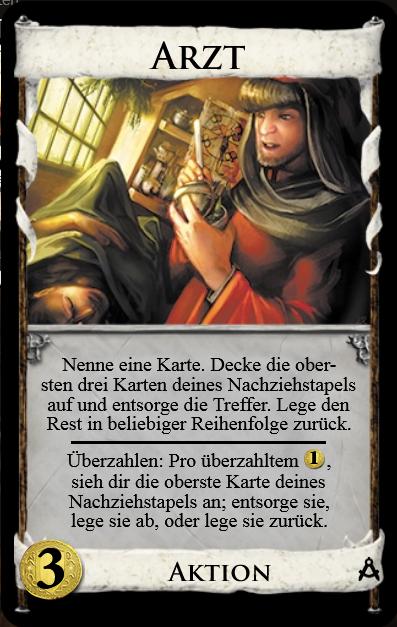 ARZT
Nenne eine Karte. Decke die ober-
sten drei Karten deines Nachziehstapels
auf und entsorge die Treffer. Lege den
Rest in beliebiger Reihenfolge zurück.
Überzahlen: Pro überzahltem 1,
sieh dir die oberste Karte deines
Nachziehstapels an; entsorge sie,
lege sie ab, oder lege sie zurück.
3
AKTION